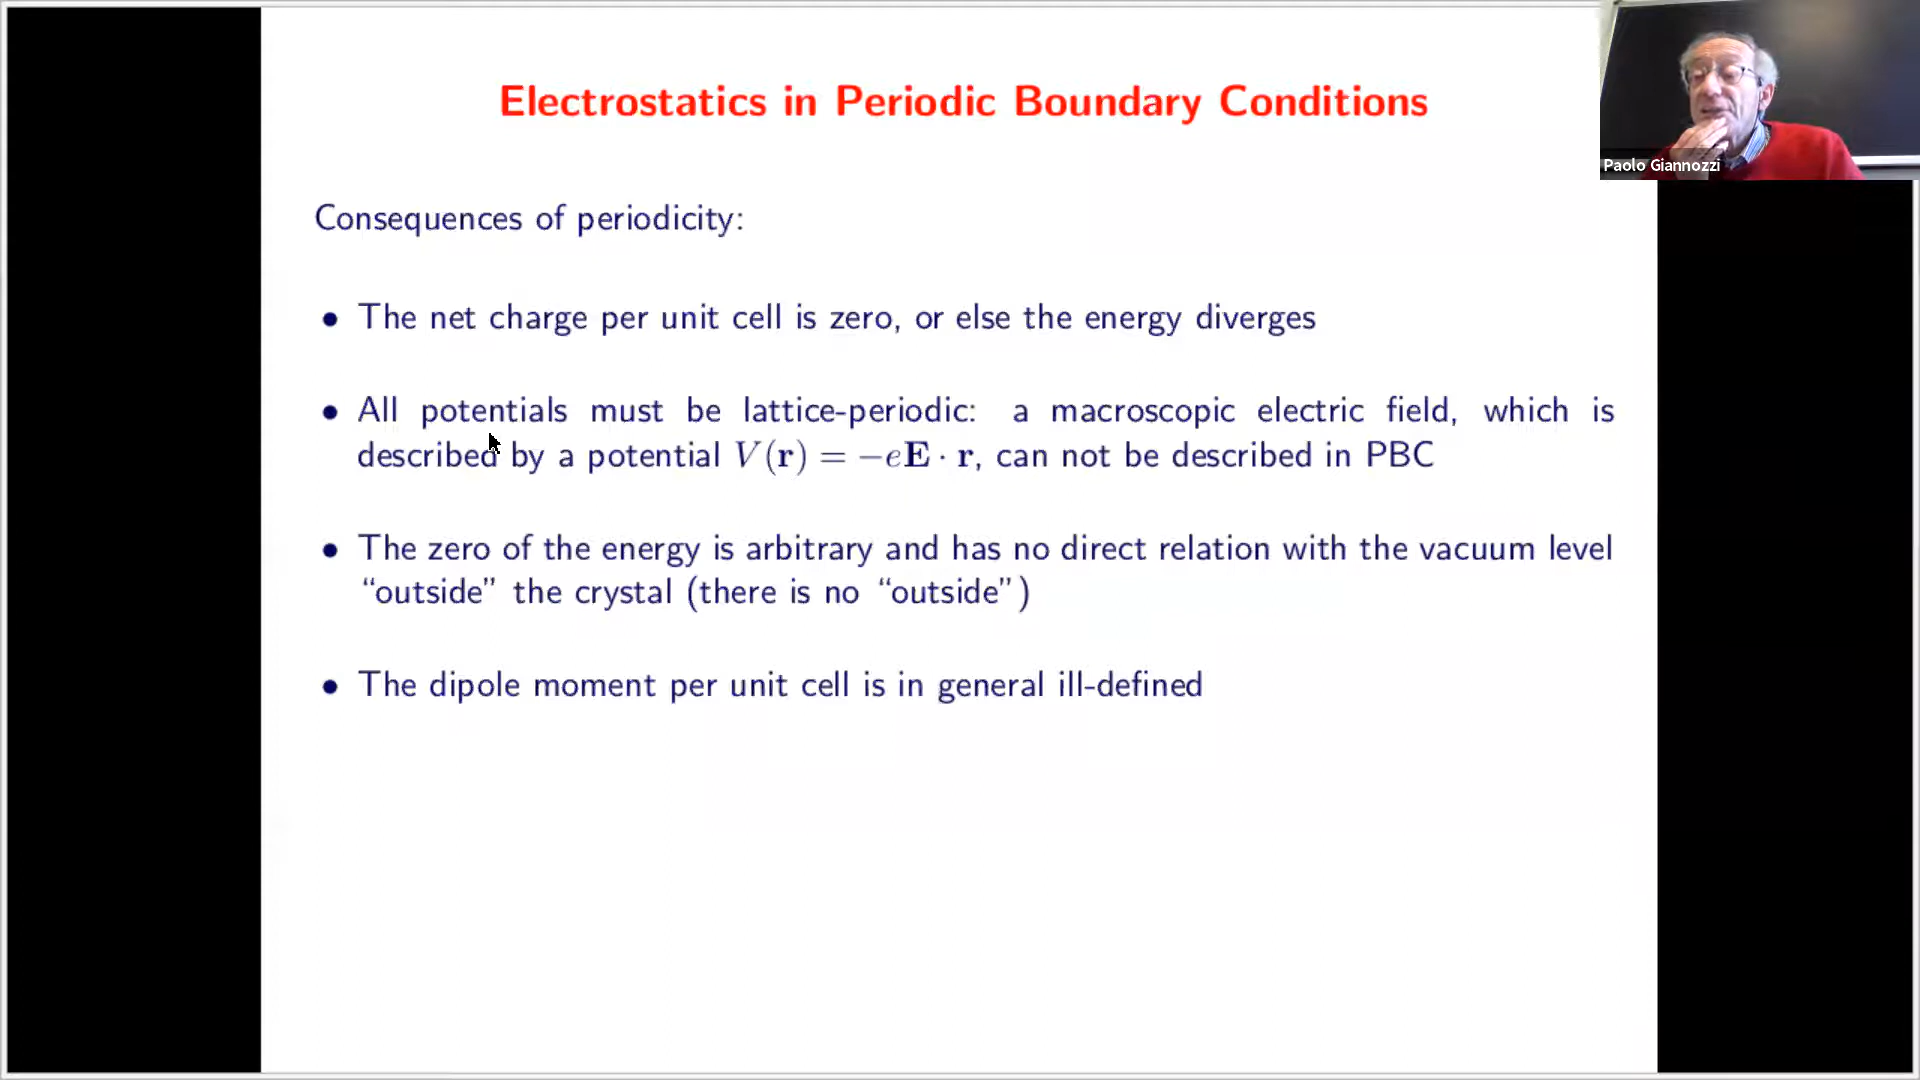 Electrostatics in Periodic Boundary Conditions
Paolo Giannozzi
Consequences of periodicity:
• The net charge per unit cell is zero, or else the energy diverges
• All potentials must be lattice-periodic: a macroscopic electric field, which is
described by a potential V(r) = −eE · r, can not be described in PBC
• The zero of the energy is arbitrary and has no direct relation with the vacuum level
“outside” the crystal (there is no “outside”)
• The dipole moment per unit cell is in general ill-defined